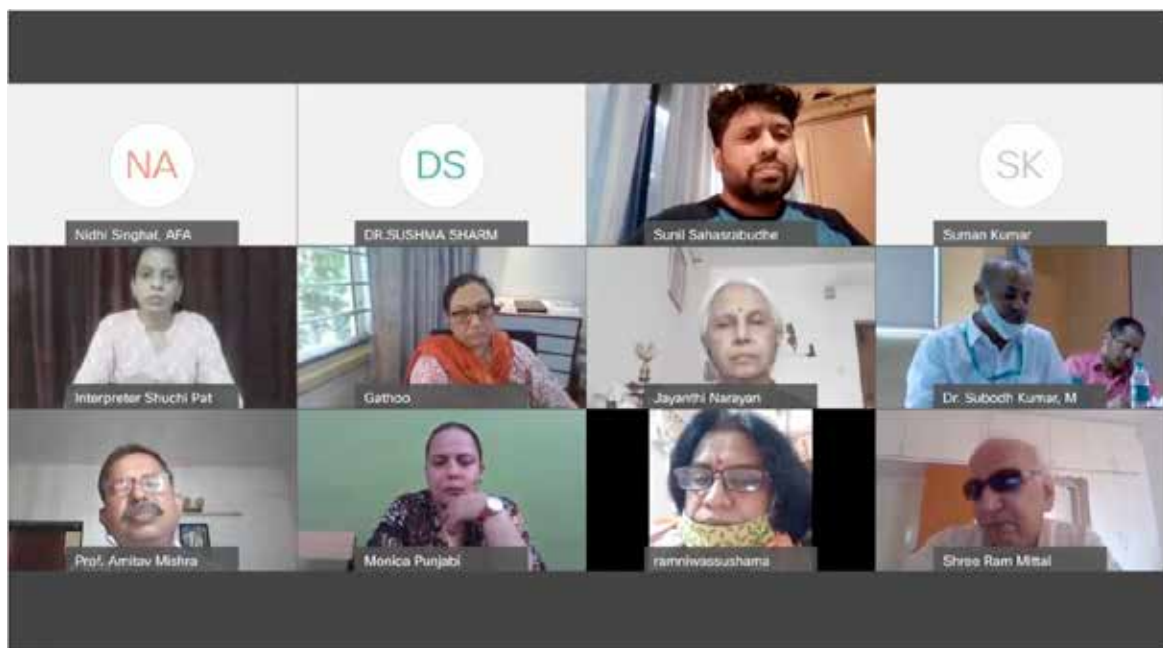 NA
DS
SK
Nidhi Singhal, AFA
DR.SUSHMA SHARM
Sunil Sahasrabudhe
Suman Kumar
Interpreter Shuchi Pat
Gathoo
Jayanthi Narayan
Dr. Subodh Kumar, M
Prof. Amitav Mishra
Monica Punjabi
ramniwassushama
Shree Ram Mittal